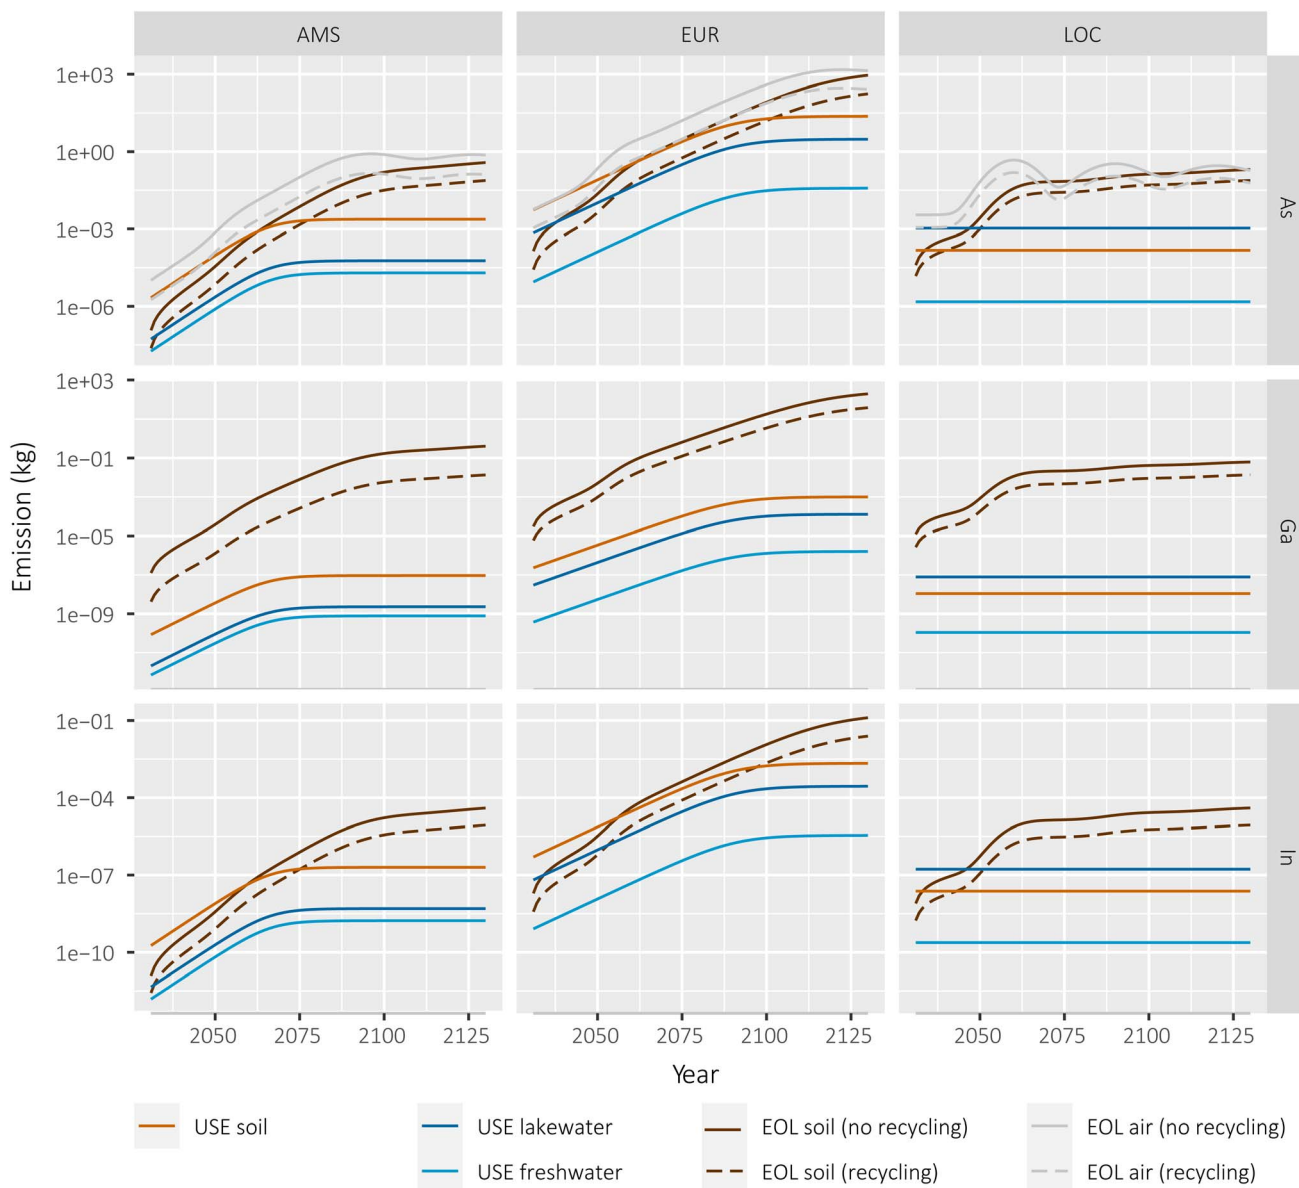 AMS EUR LOC
1e+03
1e+00
1e−03
1e−06
As
1e+03
1e−01
1e−05
1e−09
Ga
1e−01
1e−04
1e−07
1e−10
In
Emission (kg)
2050 2075 2100 2125 2050 2075 2100 2125 2050 2075 2100 2125
Year
USE soil USE lakewater EOL soil (no recycling) EOL air (no recycling)
USE freshwater EOL soil (recycling) EOL air (recycling)